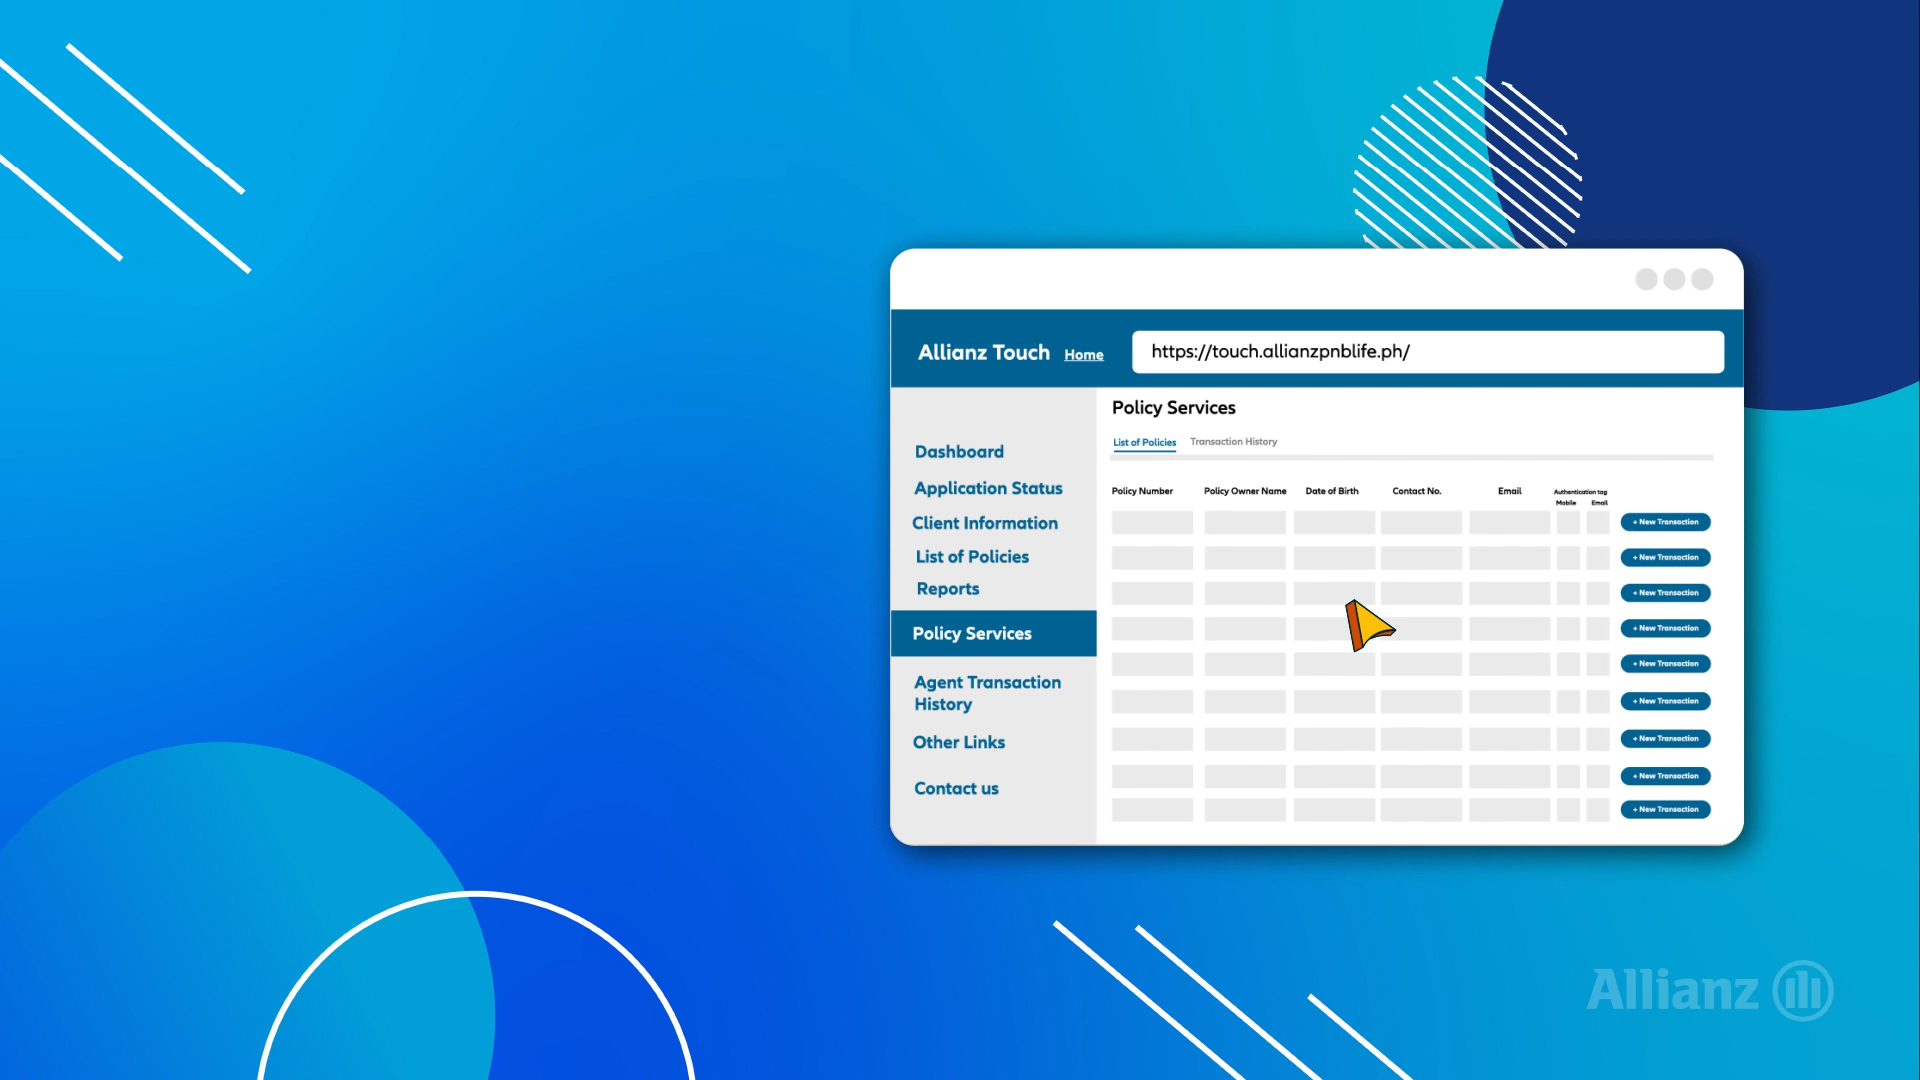 Allianz Touch Home https://touch.allianzpnblife.ph/
Policy Services
List of Policies Transaction History
Dashboard
Application Status
Client Information
List of Policies
Reports
Policy Services
Agent Transaction
History
Other Links
Contact us
Policy Number Policy Owner Name Date of Birth Contact No. Email Authentication tag
Mobile Email
+ New Transaction
+ New Transaction
+ New Transaction
+ New Transaction
+ New Transaction
+ New Transaction
+ New Transaction
+ New Transaction
+ New Transaction
Allianz